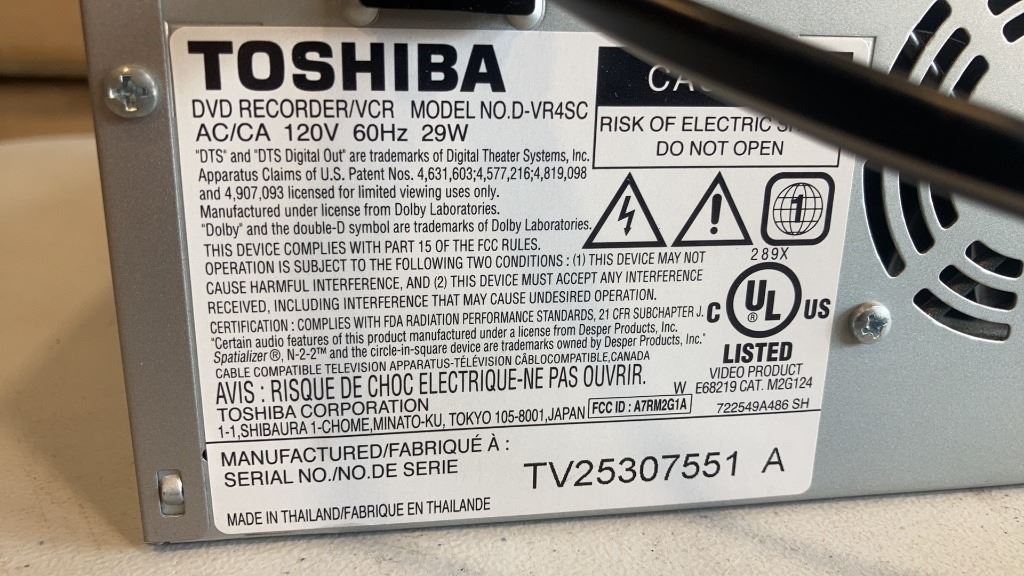 TOSHIBA
DVD RECORDER/VCR MODEL NO.D-VR4SC
AC/CA 120V 60Hz 29W
"DTS" and "DTS Digital Out" are trademarks of Digital Theater Systems, Inc.
Apparatus Claims of U.S. Patent Nos. 4,631,603;4,577,216;4,819,098
and 4,907,093 licensed for limited viewing uses only.
Manufactured under license from Dolby Laboratories.
"Dolby" and the double-D symbol are trademarks of Dolby Laboratories.
THIS DEVICE COMPLIES WITH PART 15 OF THE FCC RULES.
OPERATION IS SUBJECT TO THE FOLLOWING TWO CONDITIONS : (1) THIS DEVICE MAY NOT
CAUSE HARMFUL INTERFERENCE, AND (2) THIS DEVICE MUST ACCEPT ANY INTERFERENCE
RECEIVED, INCLUDING INTERFERENCE THAT MAY CAUSE UNDESIRED OPERATION.
CERTIFICATION : COMPLIES WITH FDA RADIATION PERFORMANCE STANDARDS, 21 CFR SUBCHAPTER J.
"Certain audio features of this product manufactured under a license from Desper Products, Inc.
Spatializer ®, N-2-2™ and the circle-in-square device are trademarks owned by Desper Products, Inc."
CABLE COMPATIBLE TELEVISION APPARATUS-TÉLÉVISION CÂBLOCOMPATIBLE,CANADA
AVIS : RISQUE DE CHOC ELECTRIQUE-NE PAS OUVRIR.
TOSHIBA CORPORATION
1-1,SHIBAURA 1-CHOME,MINATO-KU, TOKYO 105-8001,JAPAN
FCC ID : A7RM2G1A
RISK OF ELECTRIC
DO NOT OPEN
1
289X
C UL ® US
LISTED
VIDEO PRODUCT
W E68219 CAT. M2G124
722549A486 SH
MANUFACTURED/FABRIQUÉ À :
SERIAL NO./NO.DE SERIE
TV25307551 A
MADE IN THAILAND/FABRIQUE EN THAILANDE